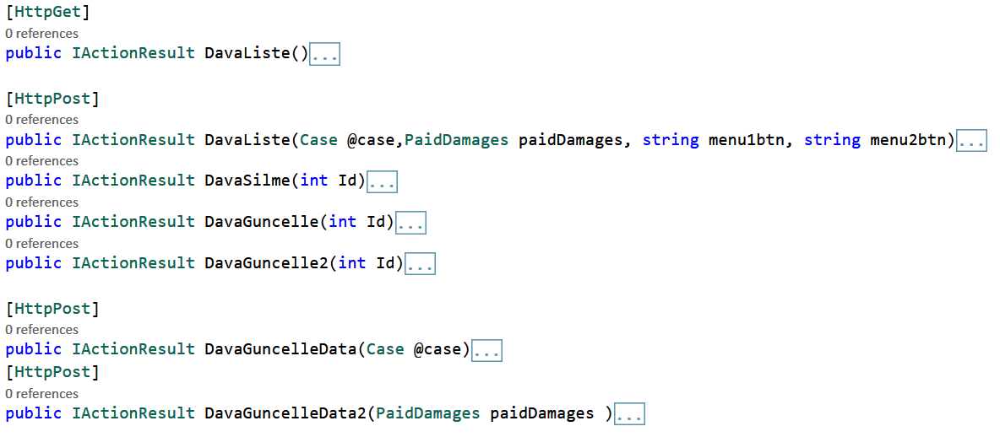 [HttpGet]
0 references
public IActionResult DavaListe()...
[HttpPost]
0 references
public IActionResult DavaListe(Case @case,PaidDamages paidDamages, string menu1btn, string menu2btn)...
0 references
public IActionResult DavaSilme(int Id)...
0 references
public IActionResult DavaGuncelle(int Id)...
0 references
public IActionResult DavaGuncelle2(int Id)...
[HttpPost]
0 references
public IActionResult DavaGuncelleData(Case @case)...
[HttpPost]
0 references
public IActionResult DavaGuncelleData2(PaidDamages paidDamages )...